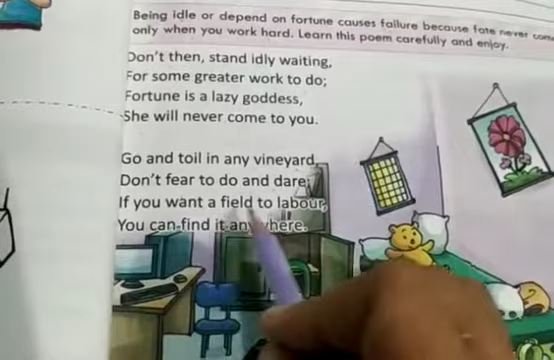 Being idle or depend on fortune causes failure because fate never
only when you work hard. Learn this poem carefully and enjoy.
Don't then, stand idly waiting,
For some greater work to do;
Fortune is a lazy goddess,
She will never come to you.
Go and toil in any vineyard,
Don't fear to do and dare;
If you want a field to labour,
You can find it anywhere.